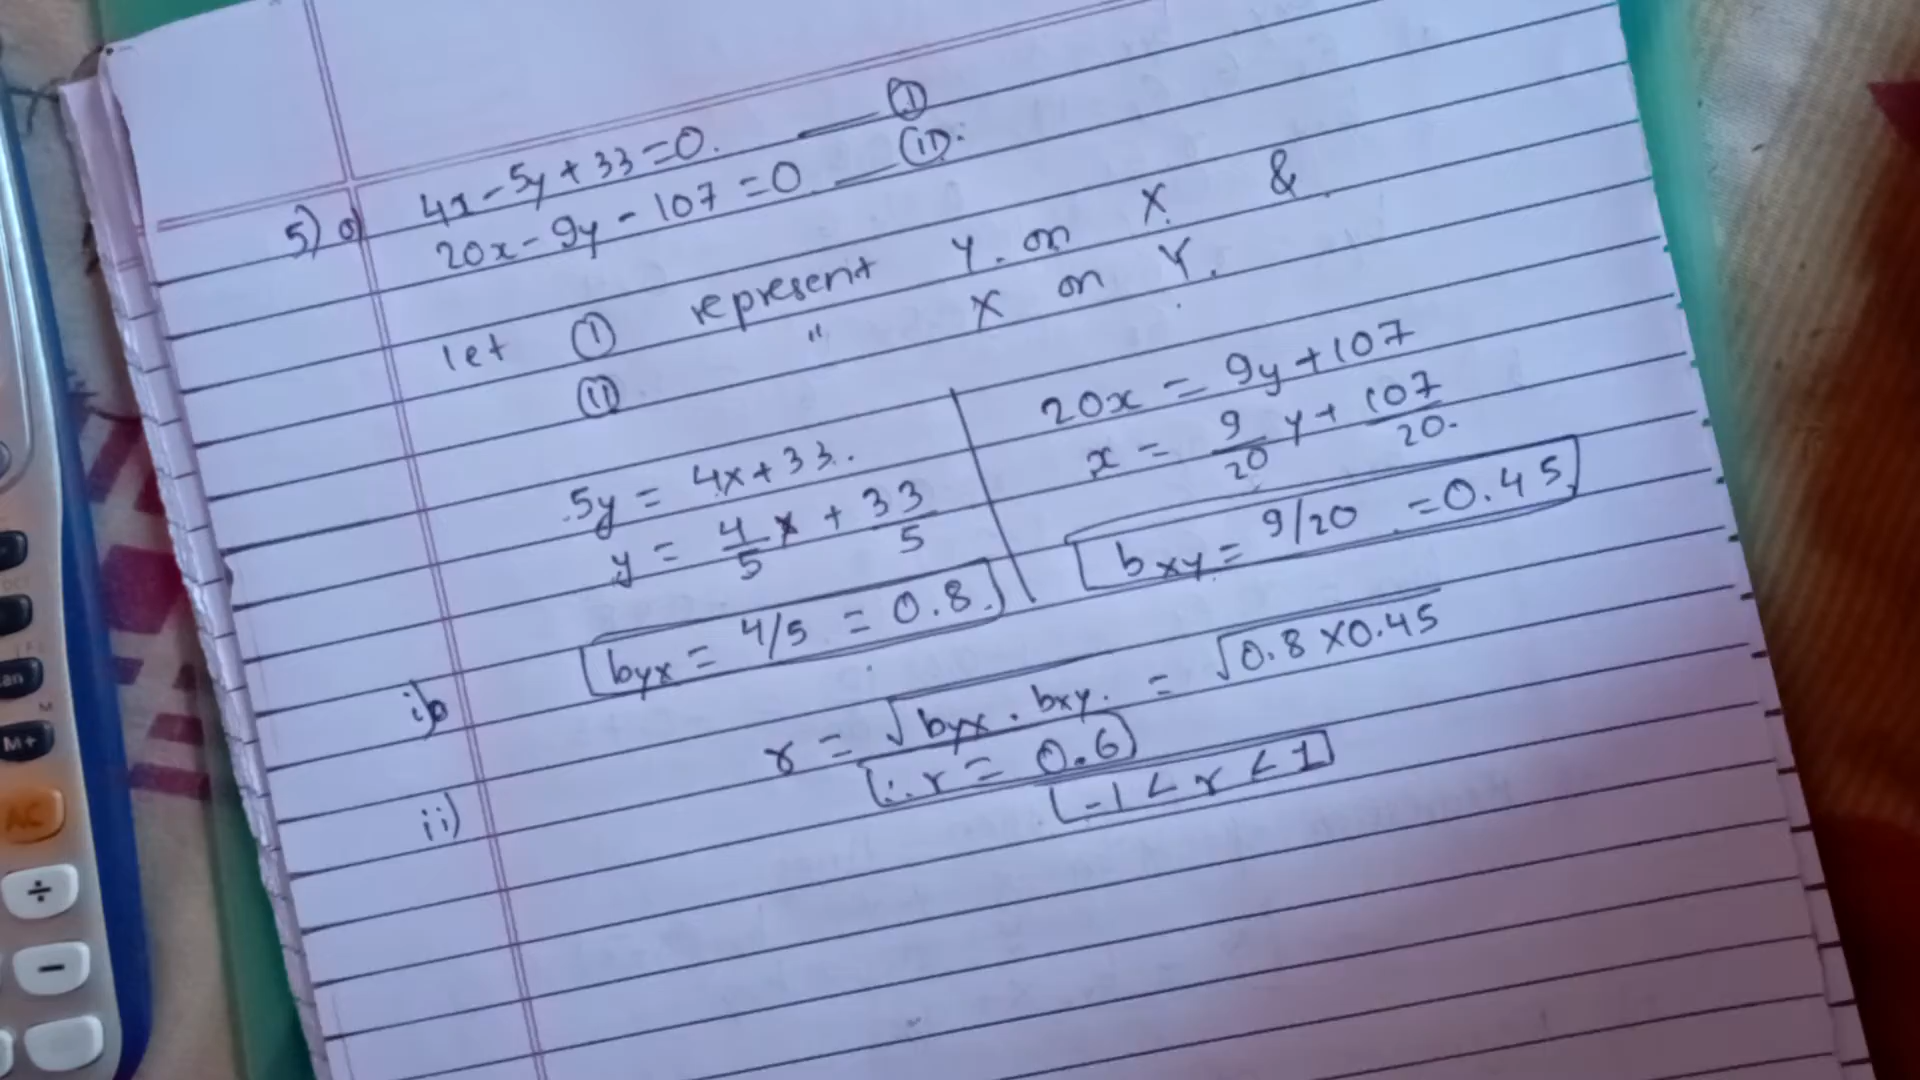 5) a) 4x - 5y + 33 = 0. —— (I)
20x - 9y - 107 = 0 —— (II).
let (I) represent Y. on X &
(II) " X on Y.
5y = 4x + 33.
y = 4/5 x + 33/5
byx = 4/5 = 0.8.
20x = 9y + 107
x = 9/20 y + 107/20.
bxy = 9/20 = 0.45
i)
r = √byx . bxy. = √0.8 × 0.45
∴ r = 0.6
ii) -1 < r < 1
M
M+
AC
÷
−